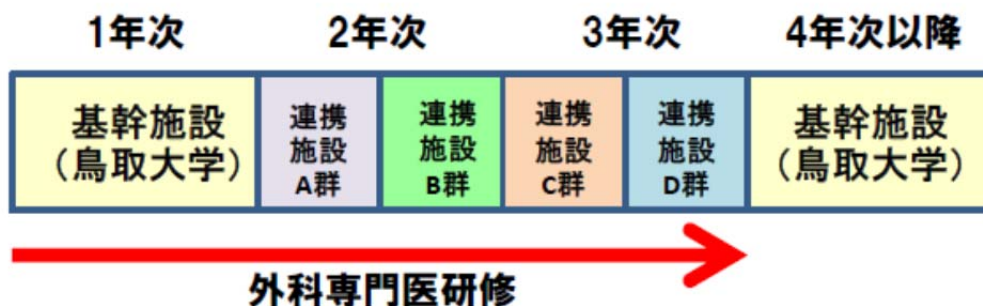 1年次
2年次
3年次
4年次以降
基幹施設
（鳥取大学）
連携
施設
A群
連携
施設
B群
連携
施設
C群
連携
施設
D群
基幹施設
（鳥取大学）
外科専門医研修